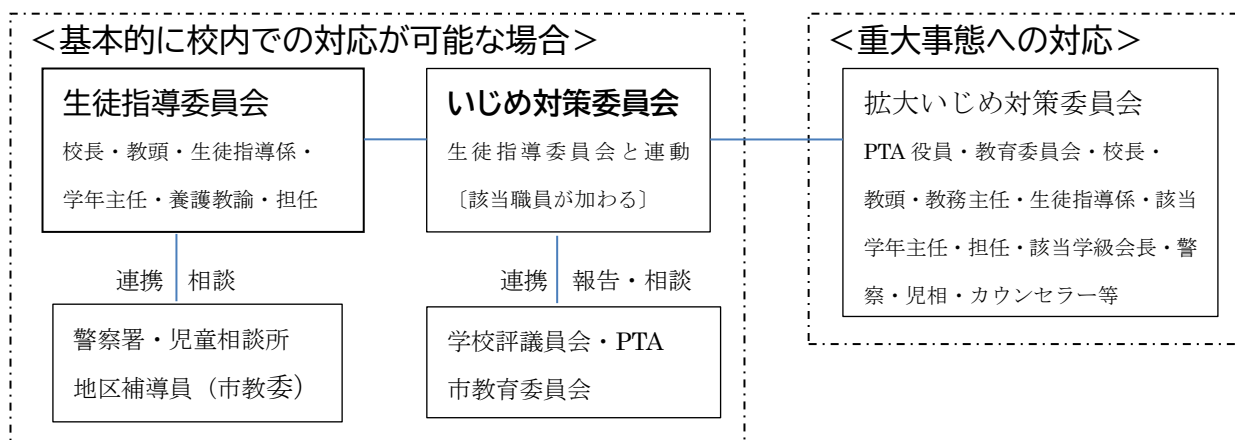 ＜基本的に校内での対応が可能な場合＞
生徒指導委員会
校長・教頭・生徒指導係・
学年主任・養護教諭・担任
いじめ対策委員会
生徒指導委員会と連動
〔該当職員が加わる〕
連携
相談
連携
報告・相談
警察署・児童相談所
地区補導員（市教委）
学校評議員会・PTA
市教育委員会
＜重大事態への対応＞
拡大いじめ対策委員会
PTA 役員・教育委員会・校長・
教頭・教務主任・生徒指導係・該当
学年主任・担任・該当学級会長・警
察・児相・カウンセラー等